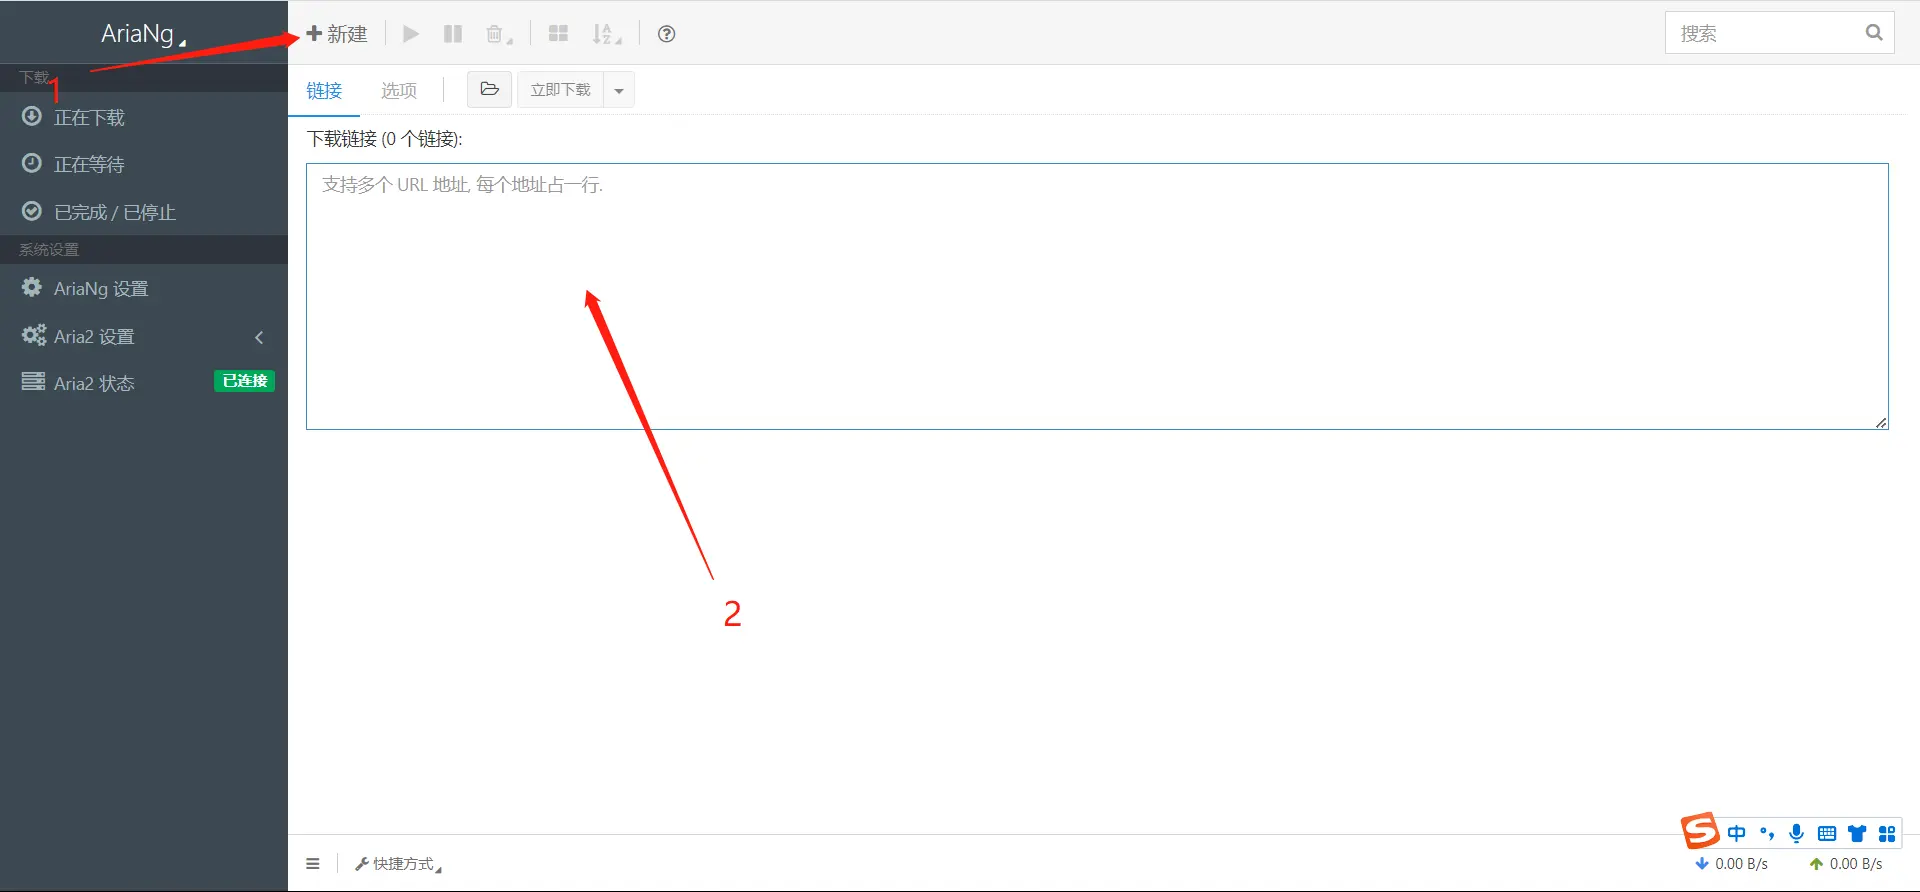 AriaNg
新建
搜索
下载
1
正在下载
正在等待
已完成 / 已停止
系统设置
AriaNg 设置
Aria2 设置
Aria2 状态
已连接
链接
选项
立即下载
下载链接 (0 个链接):
支持多个 URL 地址, 每个地址占一行.
2
中
快捷方式
0.00 B/s
0.00 B/s